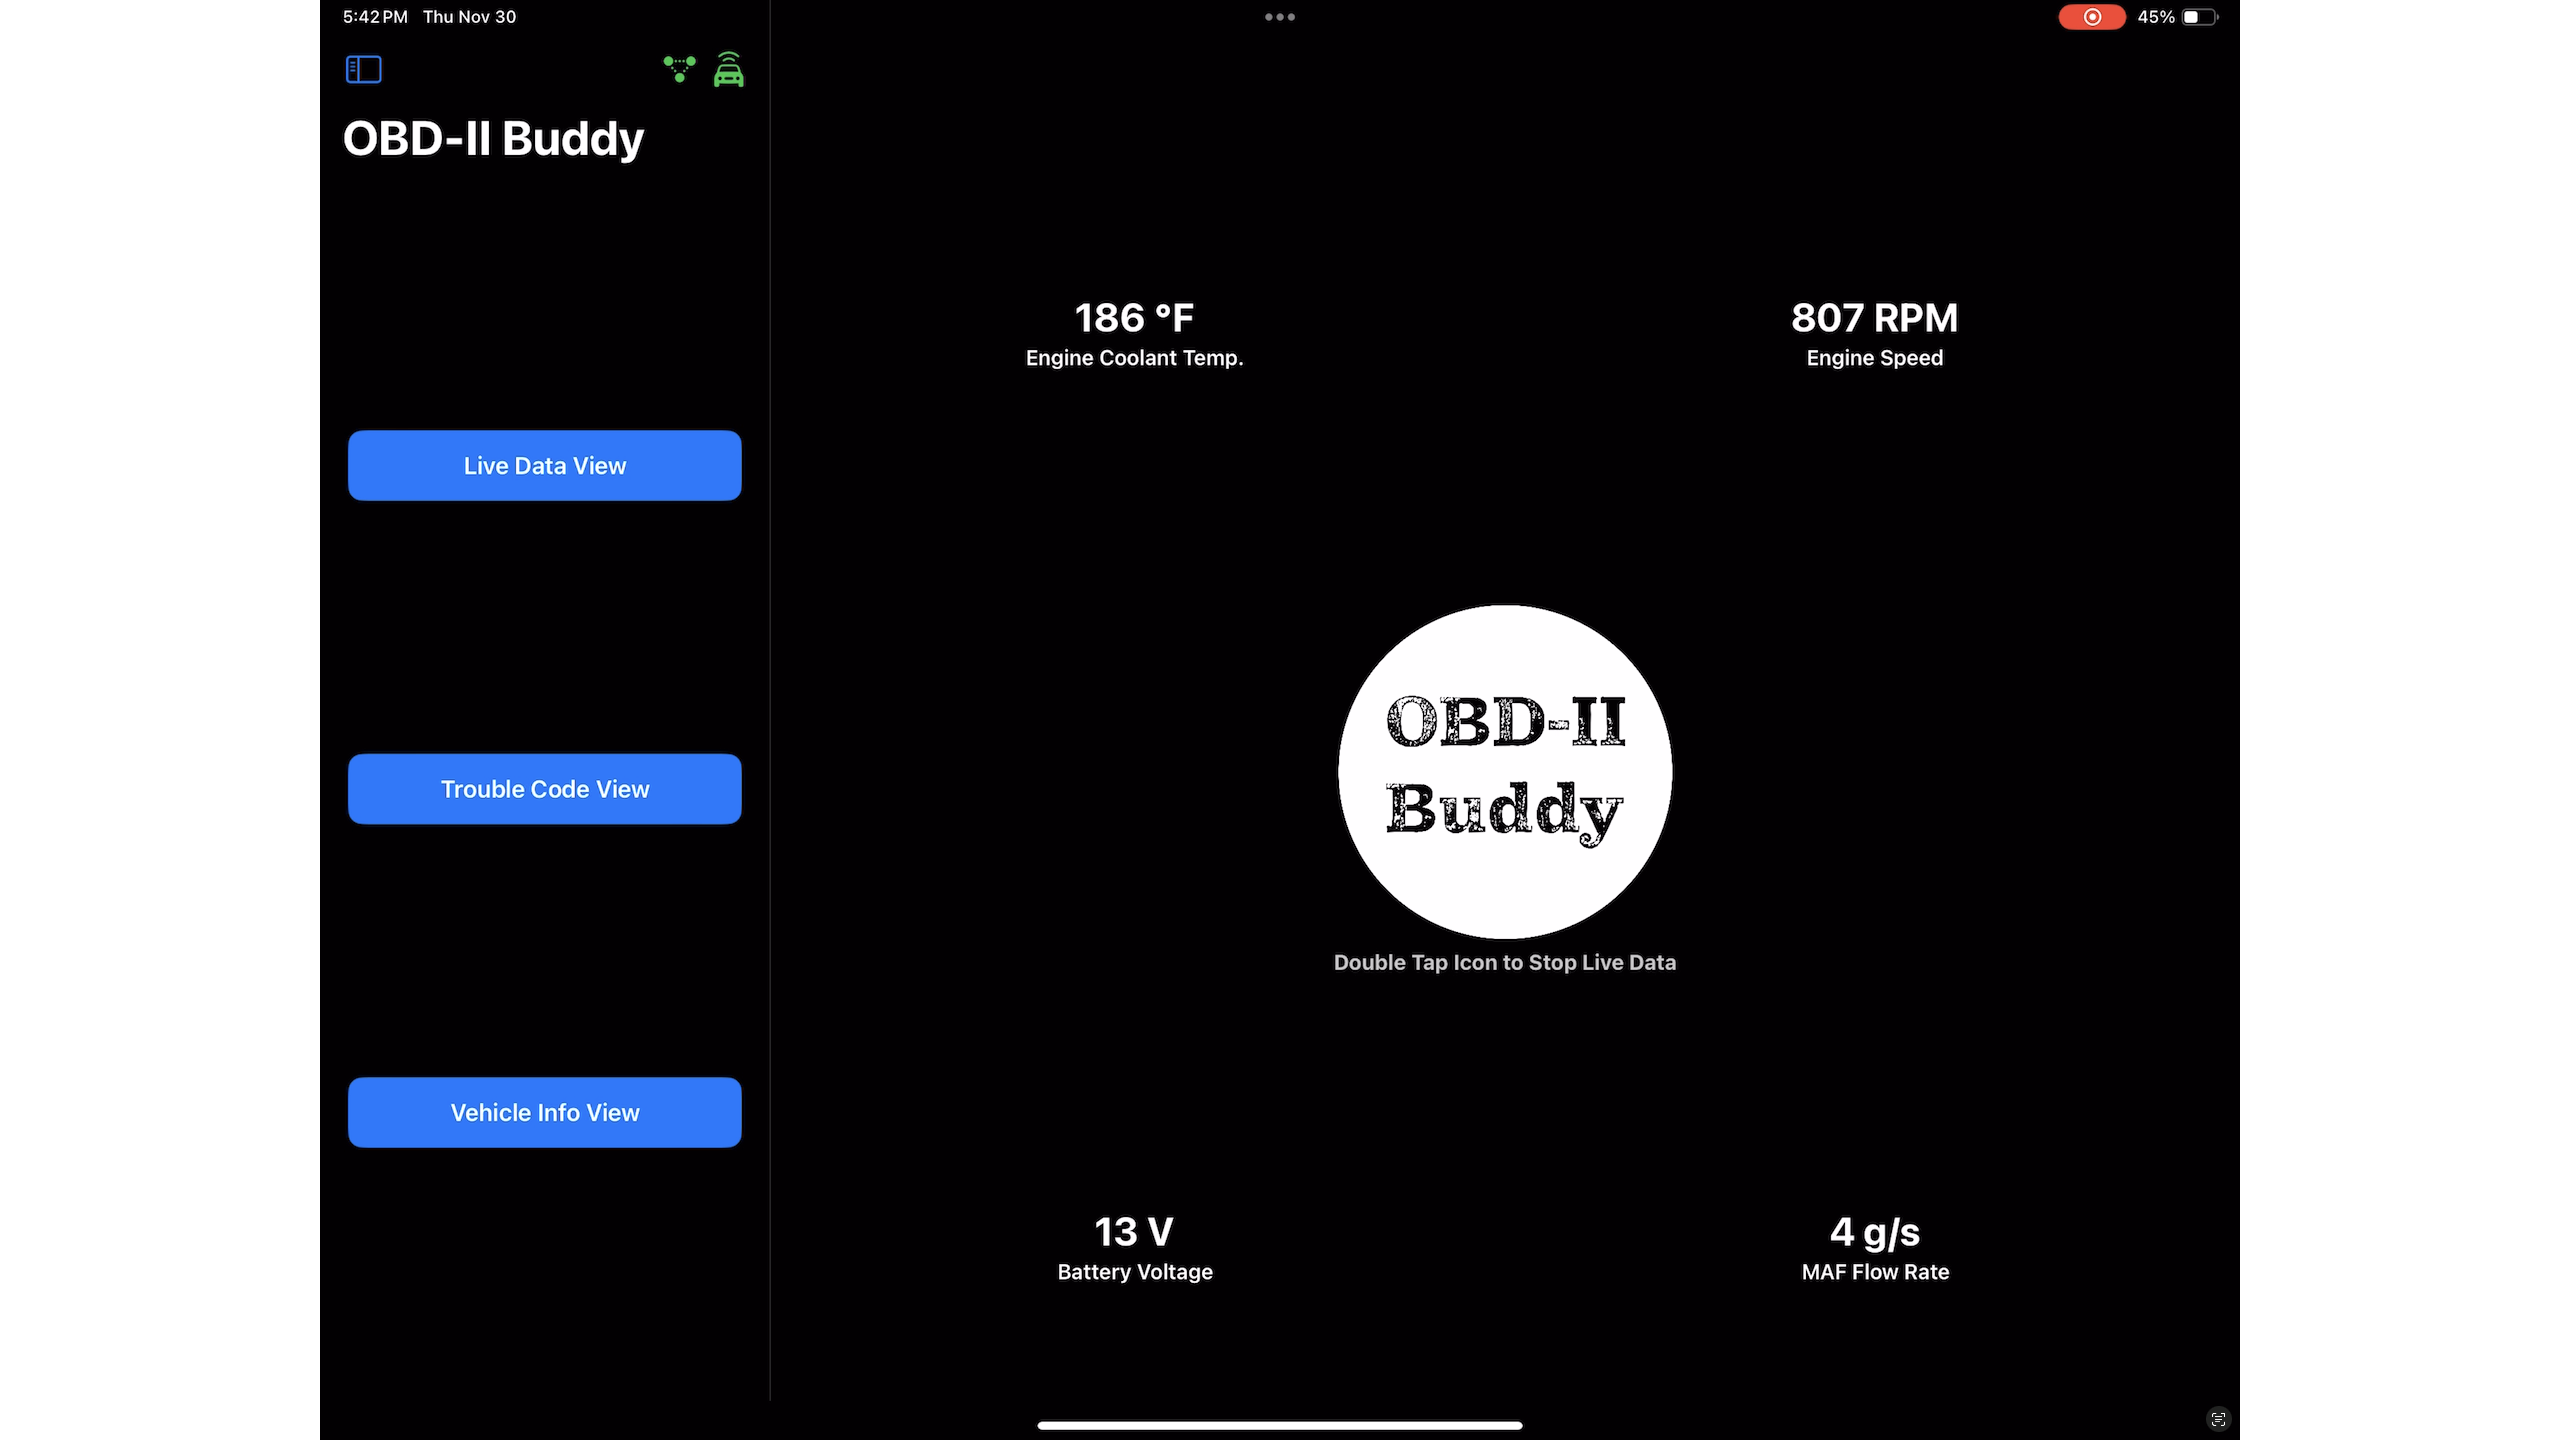 5:42 PM Thu Nov 30
45%
OBD-II Buddy
Live Data View
Trouble Code View
Vehicle Info View
186 °F
Engine Coolant Temp.
807 RPM
Engine Speed
OBD-II
Buddy
Double Tap Icon to Stop Live Data
13 V
Battery Voltage
4 g/s
MAF Flow Rate